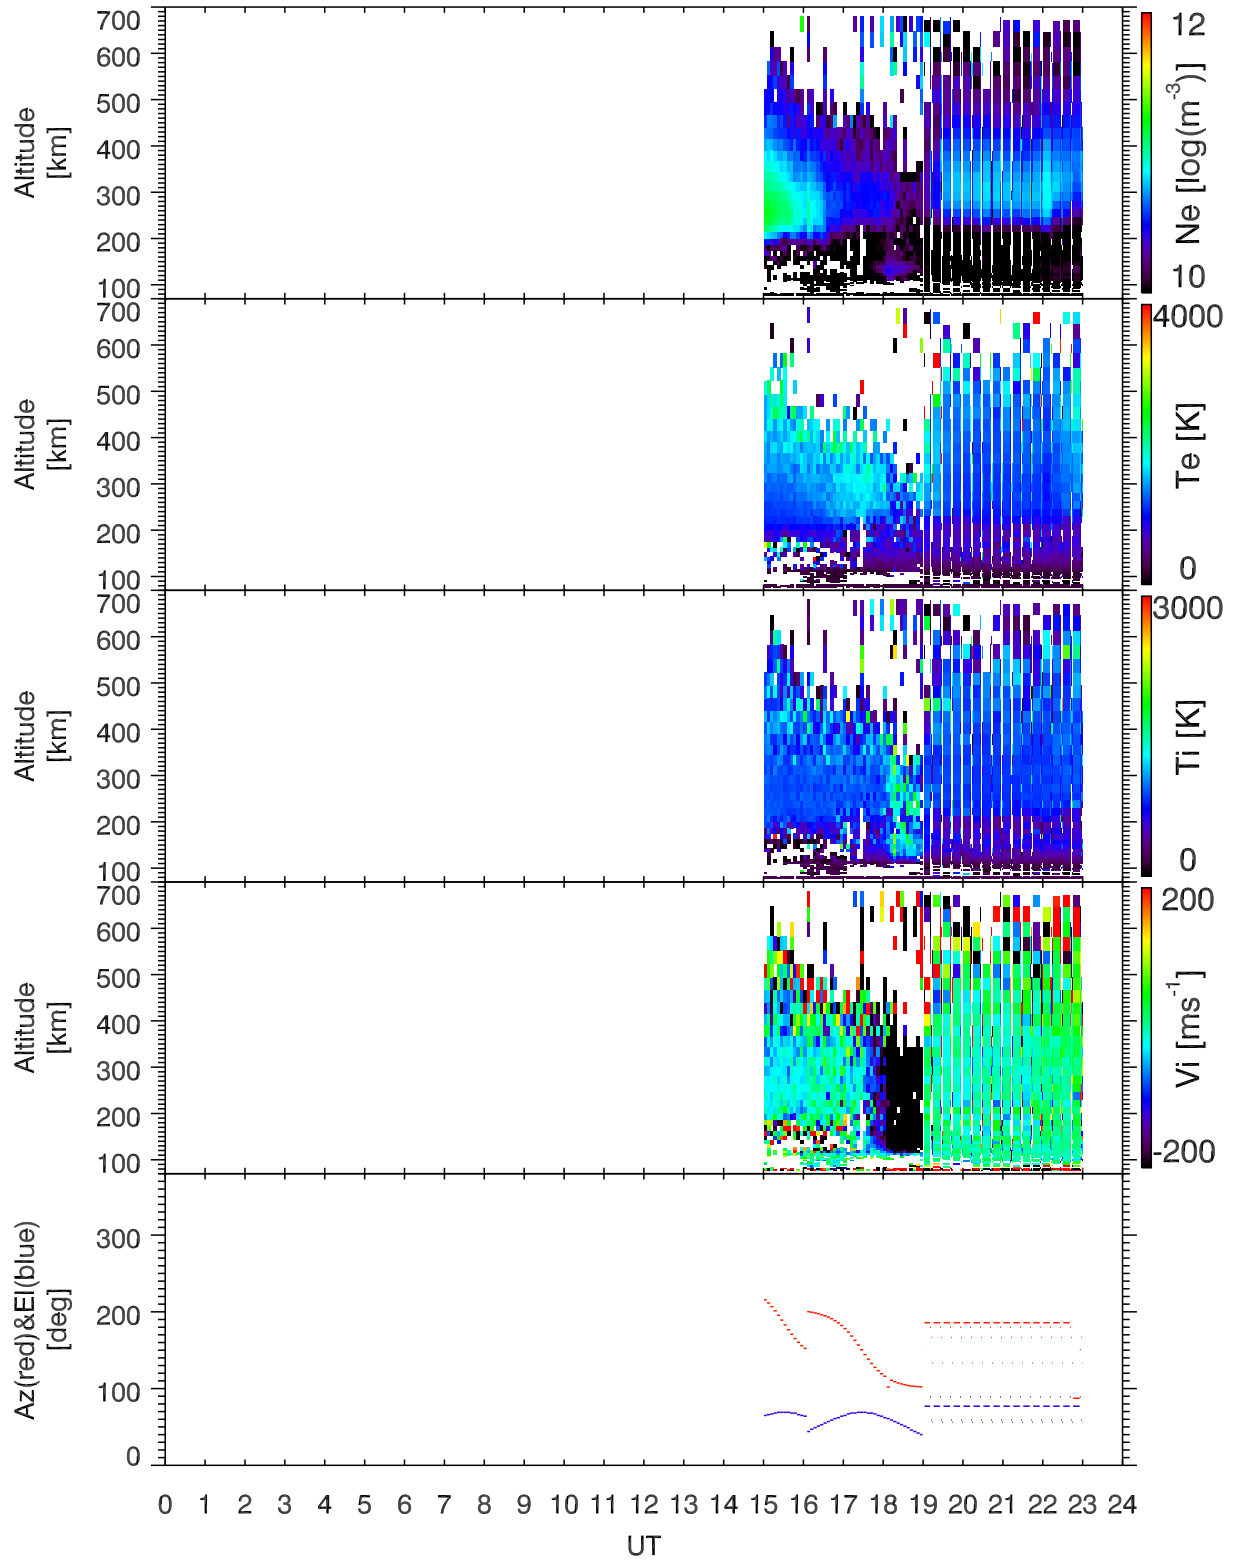 700
600
500
400
300
200
100
Altitude
[km]
12
10
Ne [log(m⁻³)]
700
600
500
400
300
200
100
Altitude
[km]
4000
0
Te [K]
700
600
500
400
300
200
100
Altitude
[km]
3000
0
Ti [K]
700
600
500
400
300
200
100
Altitude
[km]
200
-200
Vi [ms⁻¹]
300
200
100
0
Az(red)&El(blue)
[deg]
0 1 2 3 4 5 6 7 8 9 10 11 12 13 14 15 16 17 18 19 20 21 22 23 24
UT